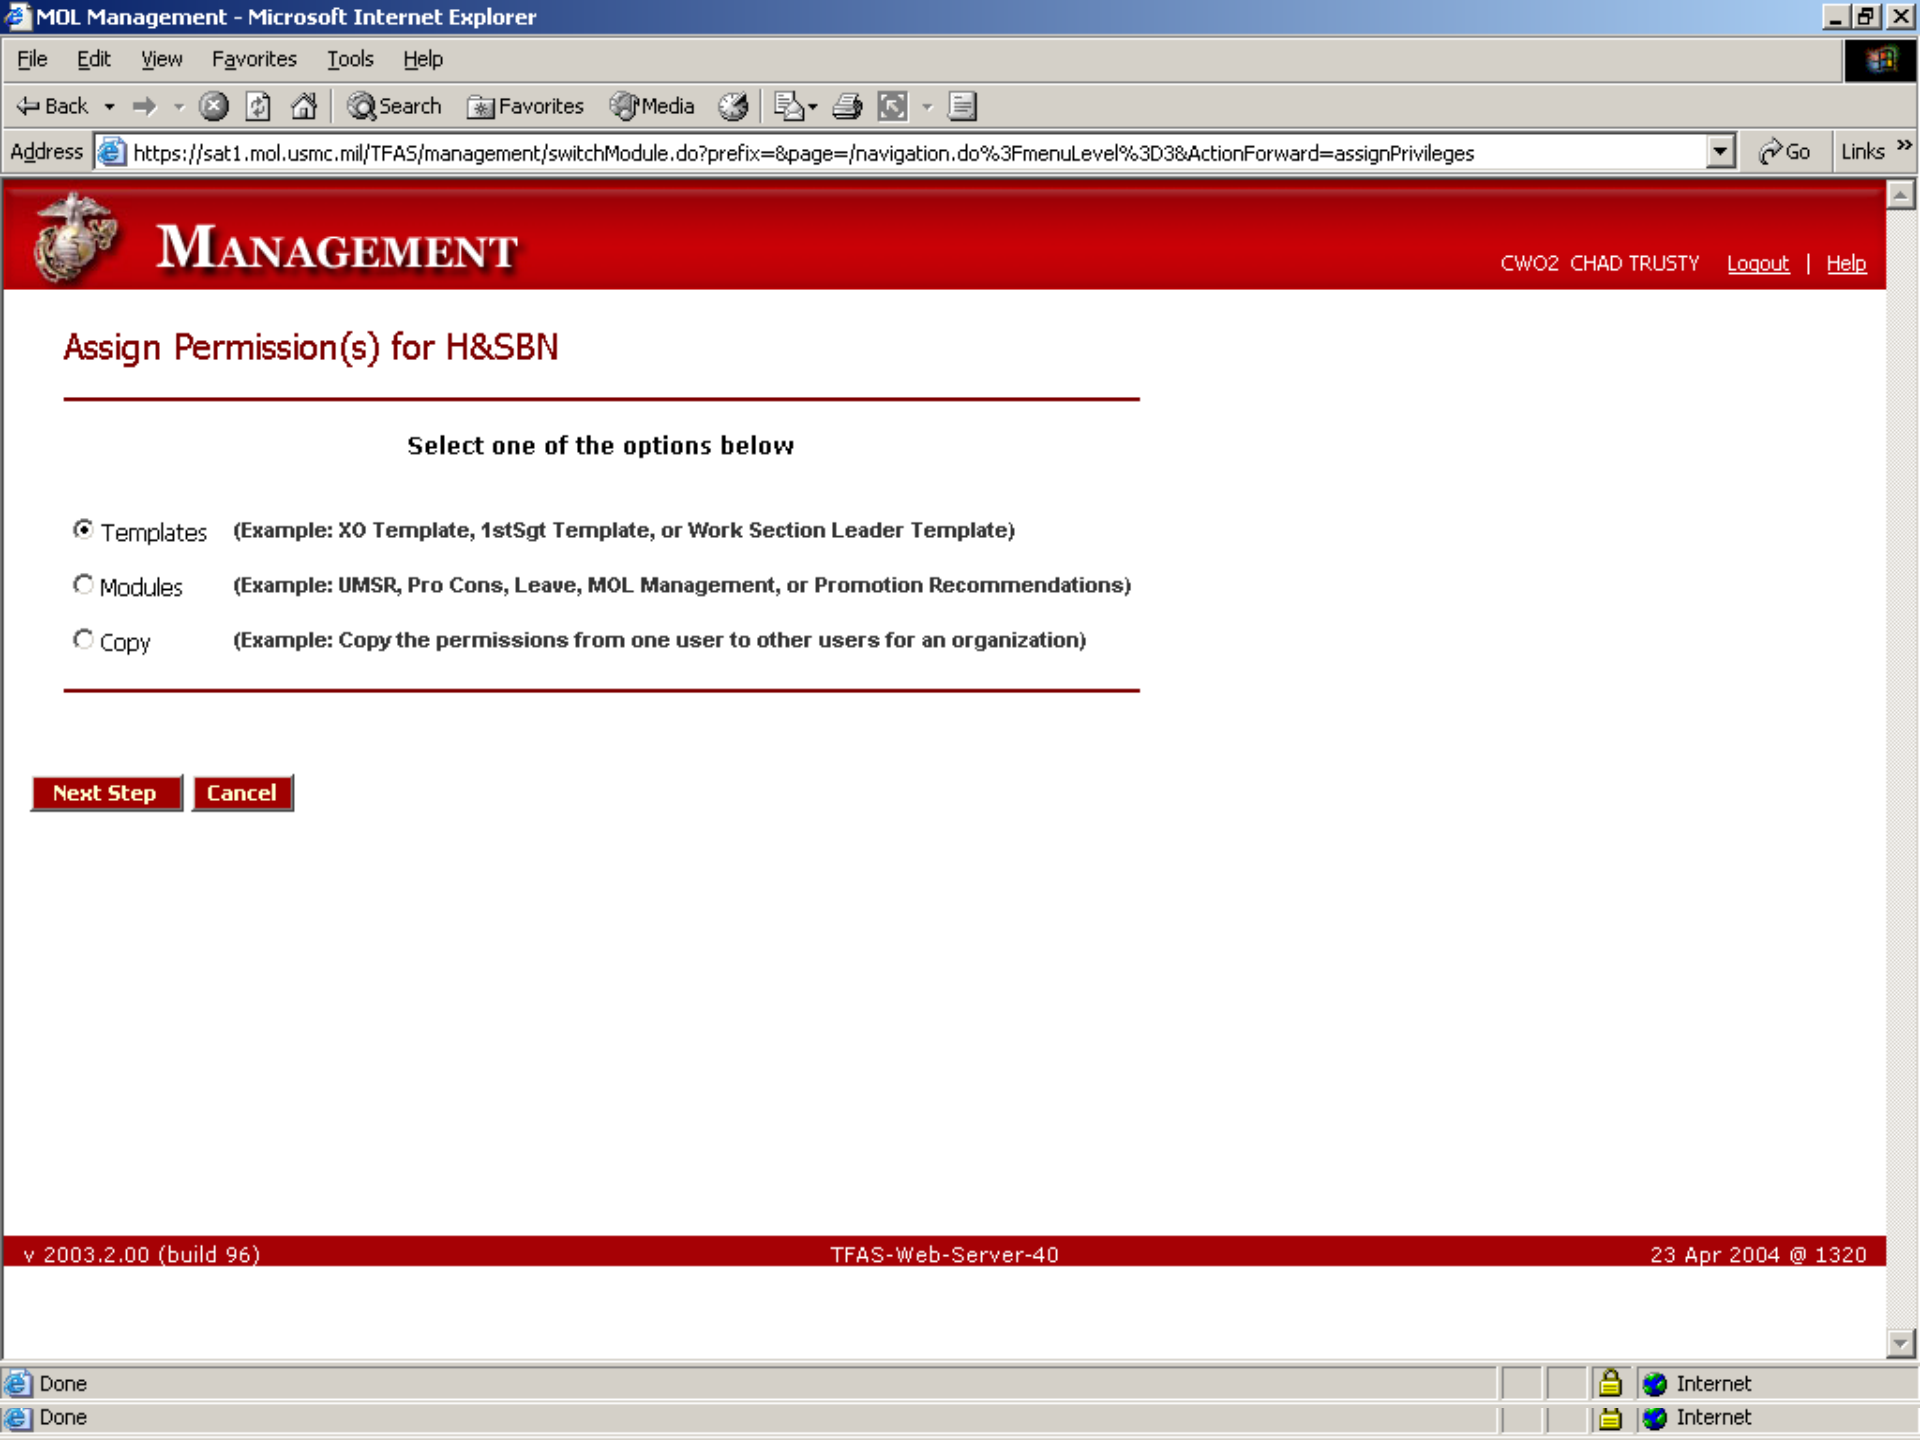 MOL Management - Microsoft Internet Explorer
File Edit View Favorites Tools Help
Back Search Favorites Media
Address https://sat1.mol.usmc.mil/TFAS/management/switchModule.do?prefix=&page=/navigation.do%3FmenuLevel%3D3&ActionForward=assignPrivileges Go Links »
MANAGEMENT
CWO2 CHAD TRUSTY Logout | Help
Assign Permission(s) for H&SBN
Select one of the options below
Templates (Example: XO Template, 1stSgt Template, or Work Section Leader Template)
Modules (Example: UMSR, Pro Cons, Leave, MOL Management, or Promotion Recommendations)
Copy (Example: Copy the permissions from one user to other users for an organization)
Next Step Cancel
v 2003.2.00 (build 96) TFAS-Web-Server-40 23 Apr 2004 @ 1320
Done Internet
Done Internet